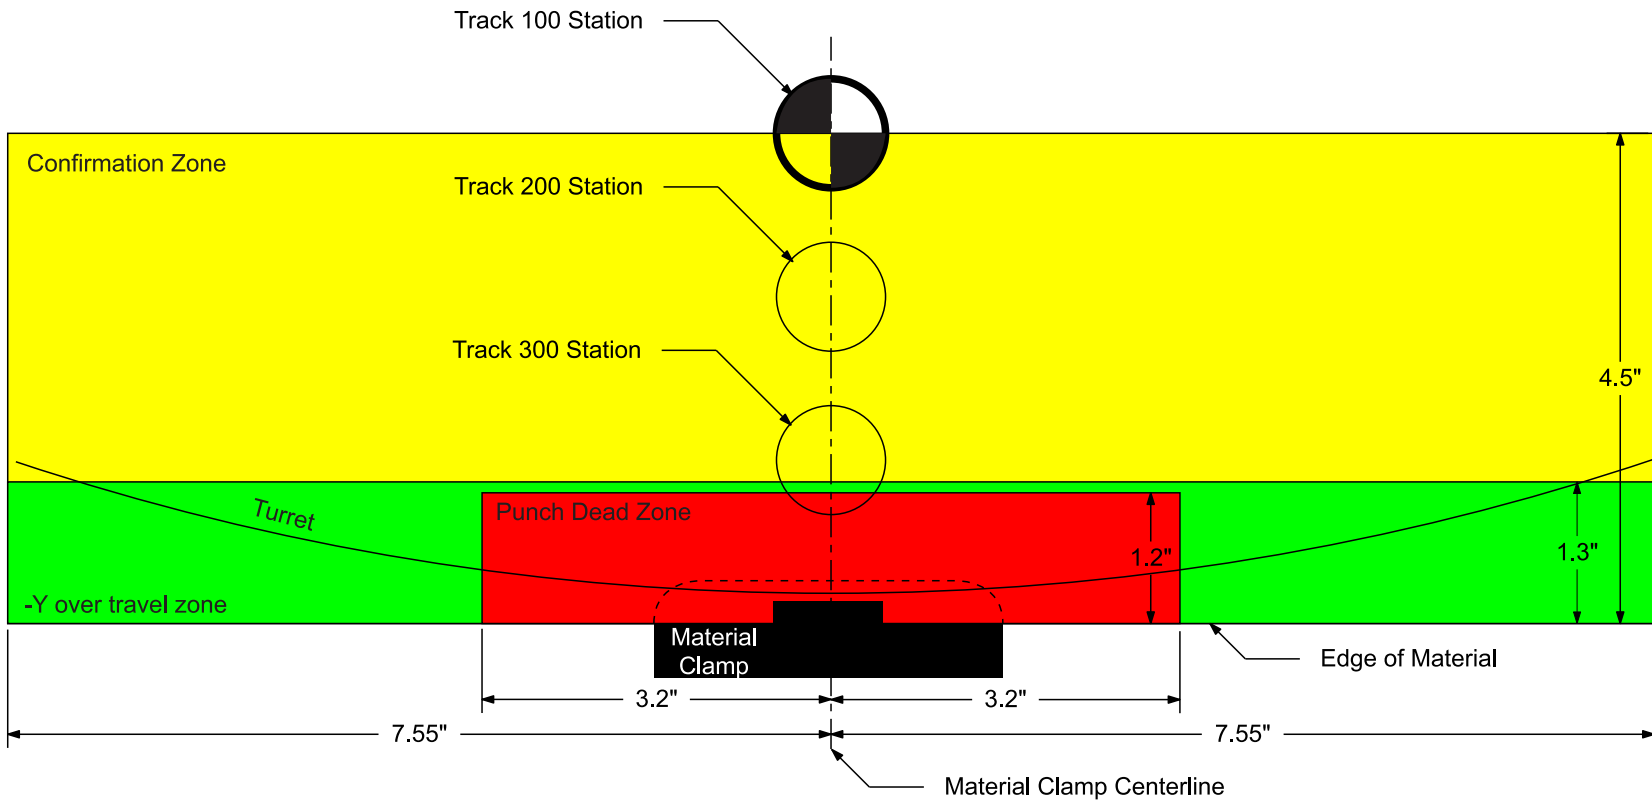 Track 100 Station
Confirmation Zone
Track 200 Station
Track 300 Station
4.5"
Turret
Punch Dead Zone
1.2"
1.3"
-Y over travel zone
Material
Clamp
Edge of Material
3.2"
3.2"
7.55"
7.55"
Material Clamp Centerline